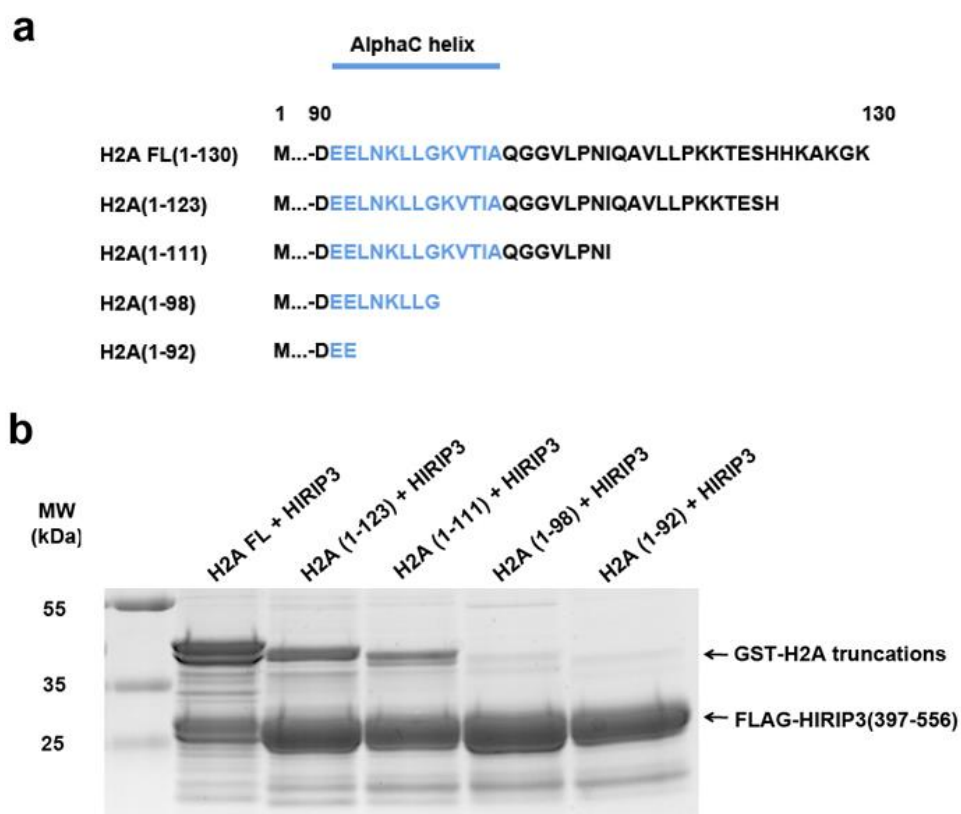 a
AlphaC helix
1 90 130
H2A FL(1-130) M...-DEELNKLLGKVTIAQGGVLPNIQAVLLPKKTESHHKAKGK
H2A(1-123) M...-DEELNKLLGKVTIAQGGVLPNIQAVLLPKKTESH
H2A(1-111) M...-DEELNKLLGKVTIAQGGVLPNI
H2A(1-98) M...-DEELNKLLG
H2A(1-92) M...-DEE
b
MW
(kDa)
H2A FL + HIRIP3
H2A (1-123) + HIRIP3
H2A (1-111) + HIRIP3
H2A (1-98) + HIRIP3
H2A (1-92) + HIRIP3
55
35
25
GST-H2A truncations
FLAG-HIRIP3(397-556)